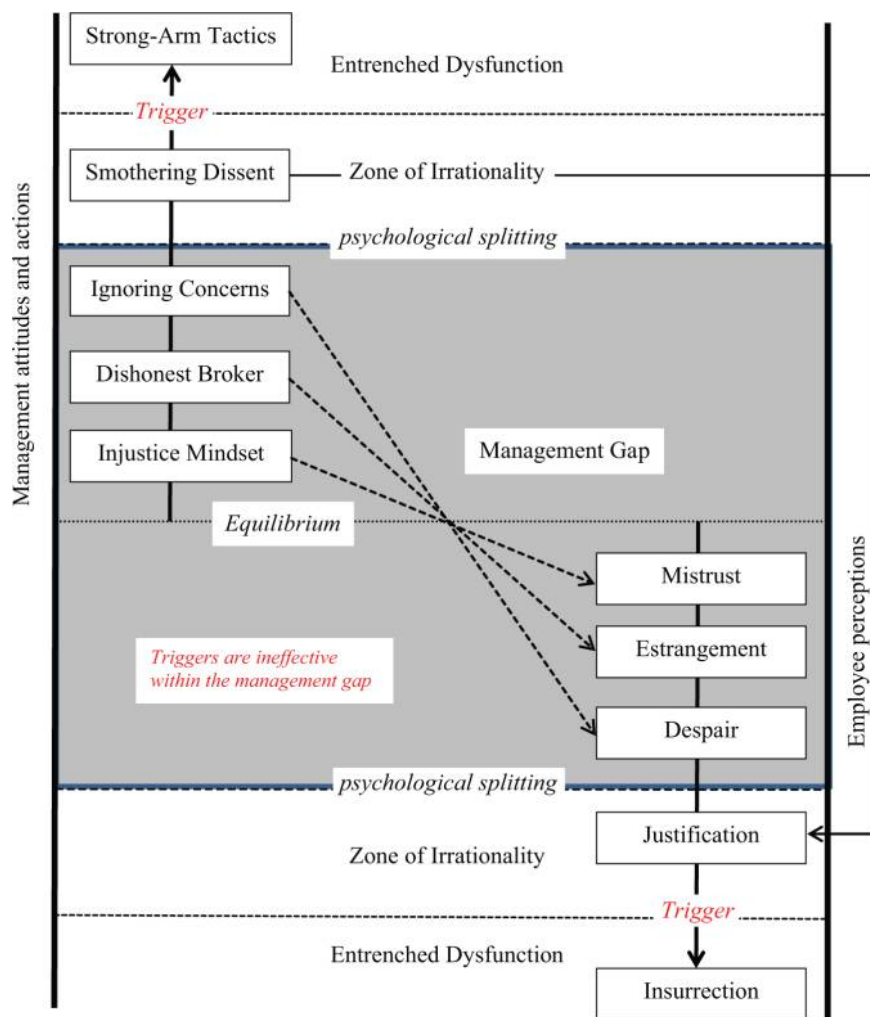 Strong-Arm Tactics
Entrenched Dysfunction
Trigger
Smothering Dissent
Zone of Irrationality
psychological splitting
Management attitudes and actions
Ignoring Concerns
Dishonest Broker
Injustice Mindset
Management Gap
Equilibrium
Mistrust
Estrangement
Triggers are ineffective
within the management gap
Despair
Employee perceptions
psychological splitting
Justification
Zone of Irrationality
Trigger
Entrenched Dysfunction
Insurrection